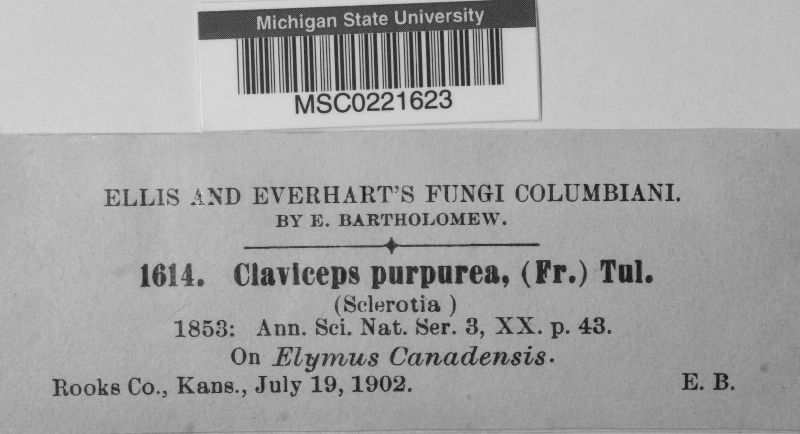 Michigan State University
MSC0221623
ELLIS AND EVERHART'S FUNGI COLUMBIANI.
BY E. BARTHOLOMEW.
1614. Claviceps purpurea, (Fr.) Tul.
(Sclerotia )
1853: Ann. Sci. Nat. Ser. 3, XX. p. 43.
On Elymus Canadensis.
Rooks Co., Kans., July 19, 1902. E. B.